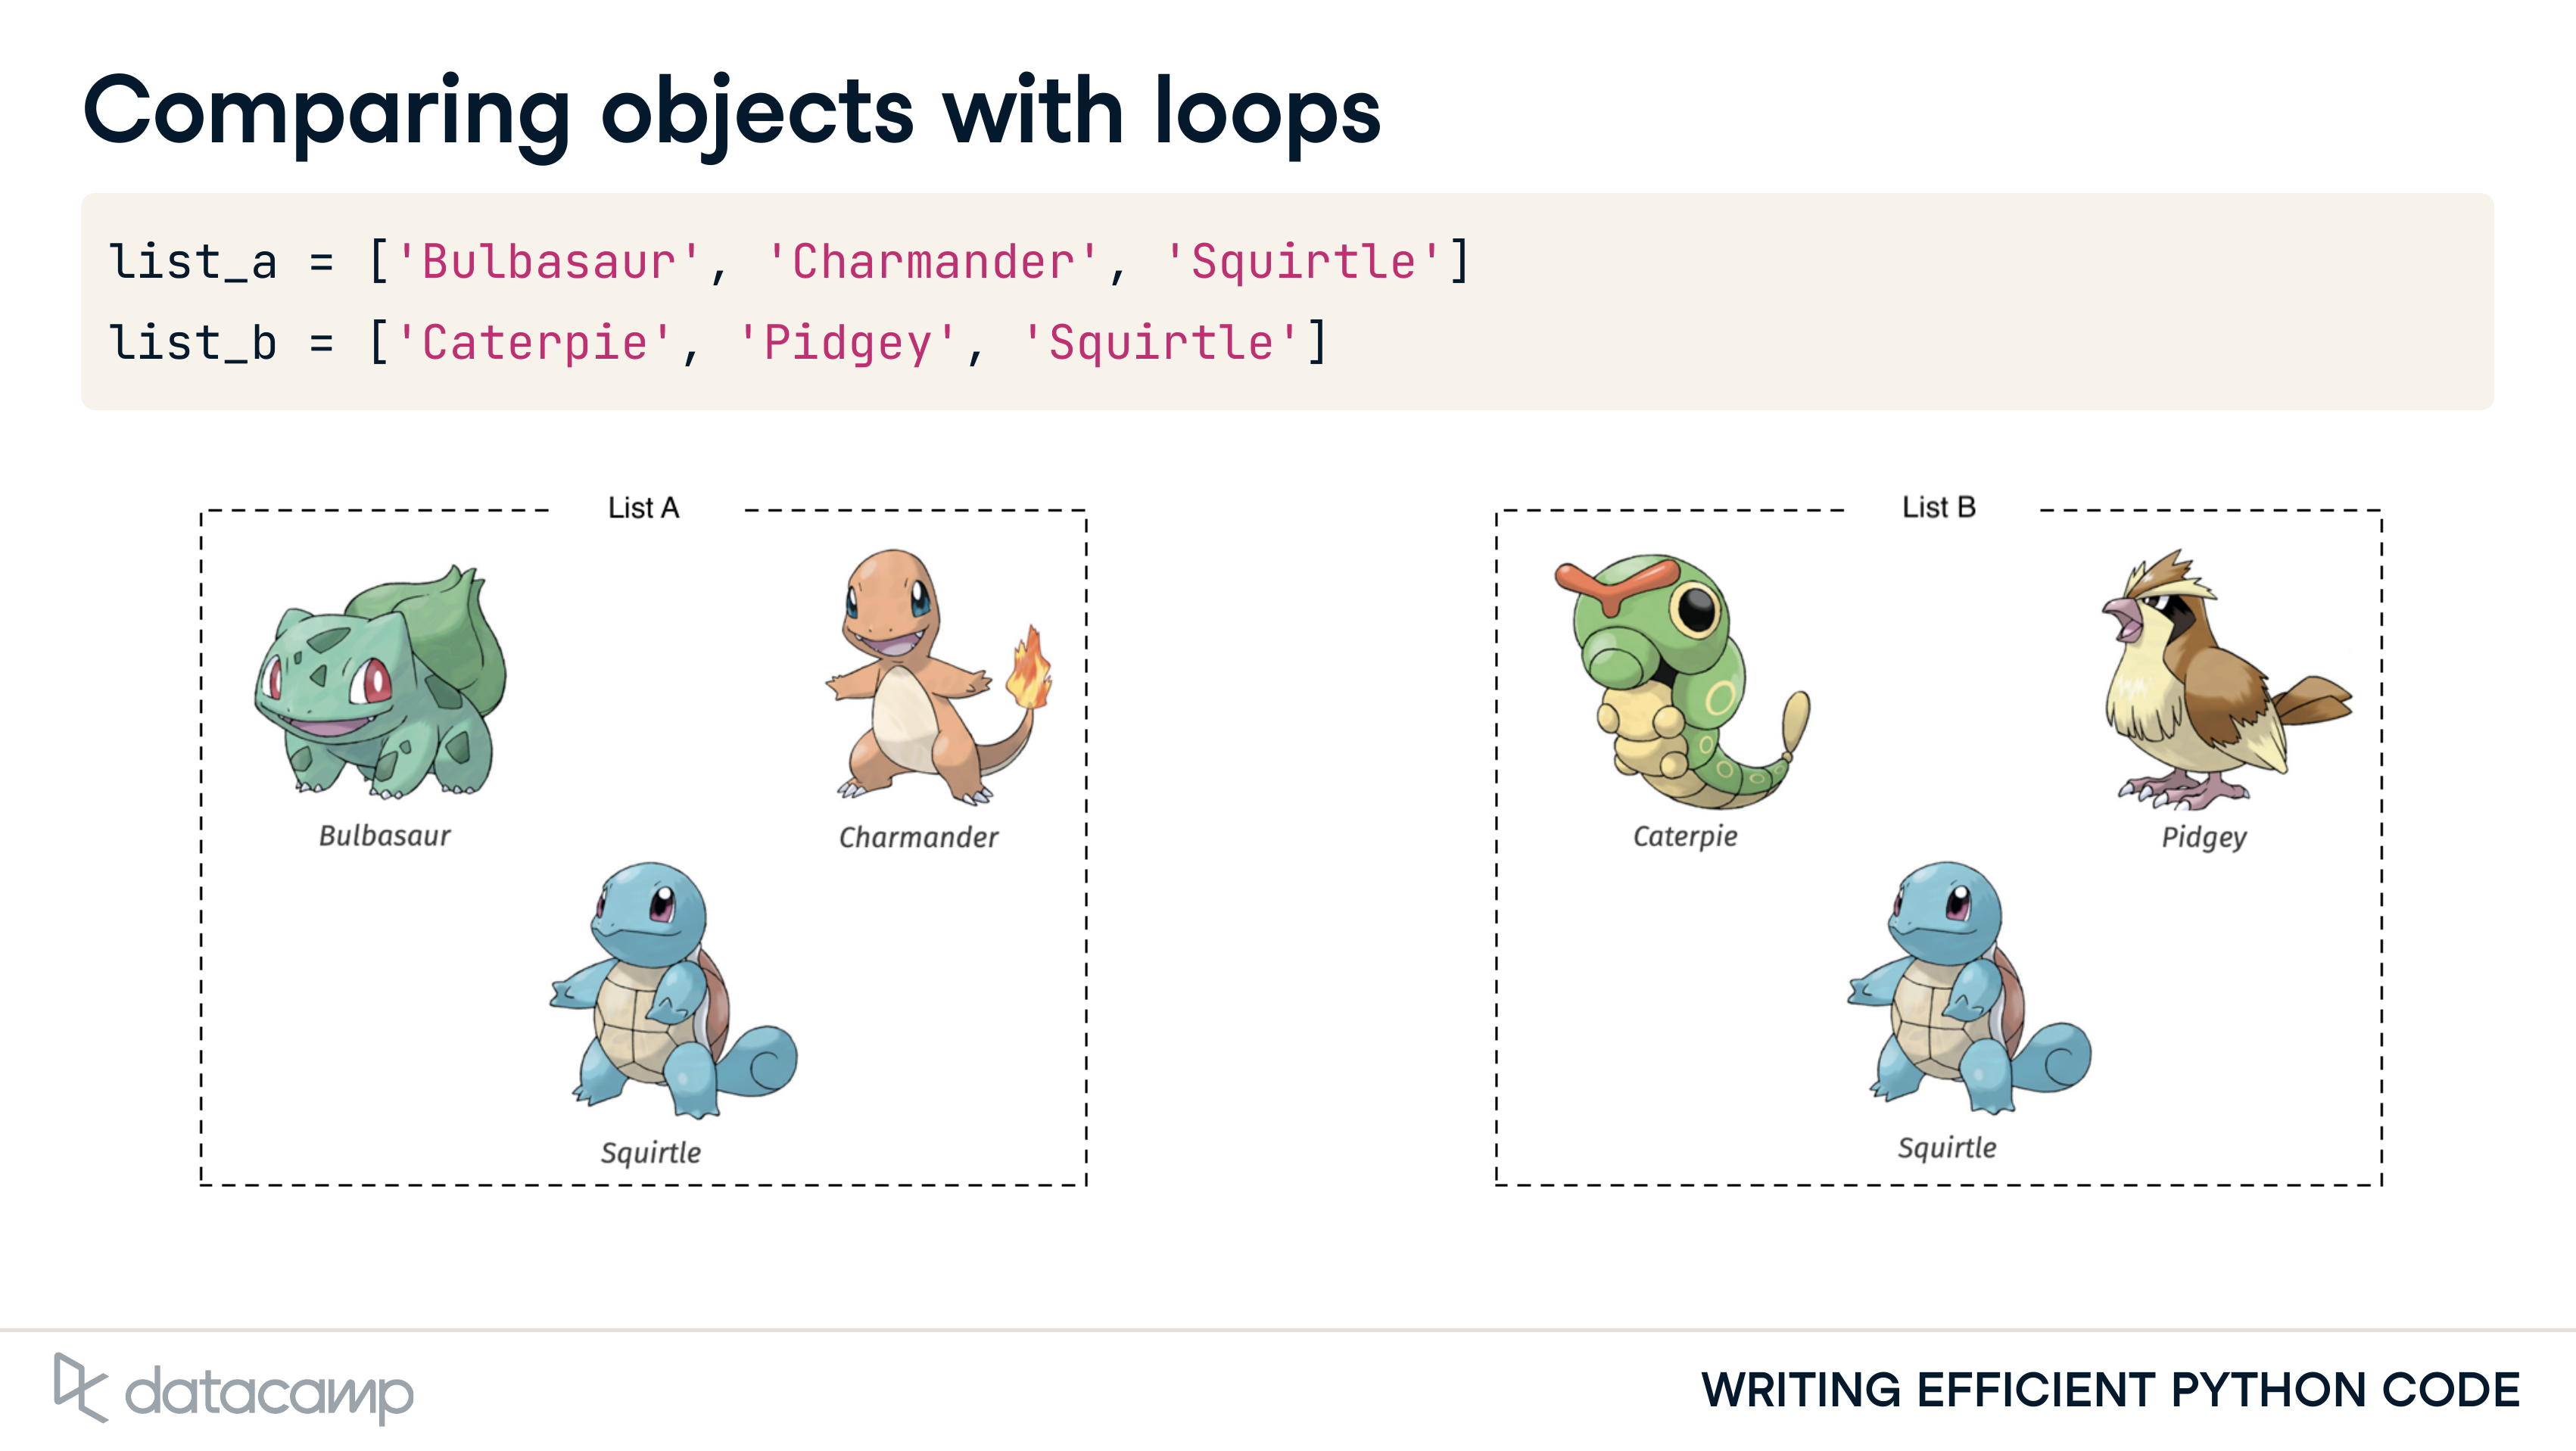 Comparing objects with loops
list_a = ['Bulbasaur', 'Charmander', 'Squirtle']
list_b = ['Caterpie', 'Pidgey', 'Squirtle']
List A
Bulbasaur
Charmander
Squirtle
List B
Caterpie
Pidgey
Squirtle
datacamp
WRITING EFFICIENT PYTHON CODE